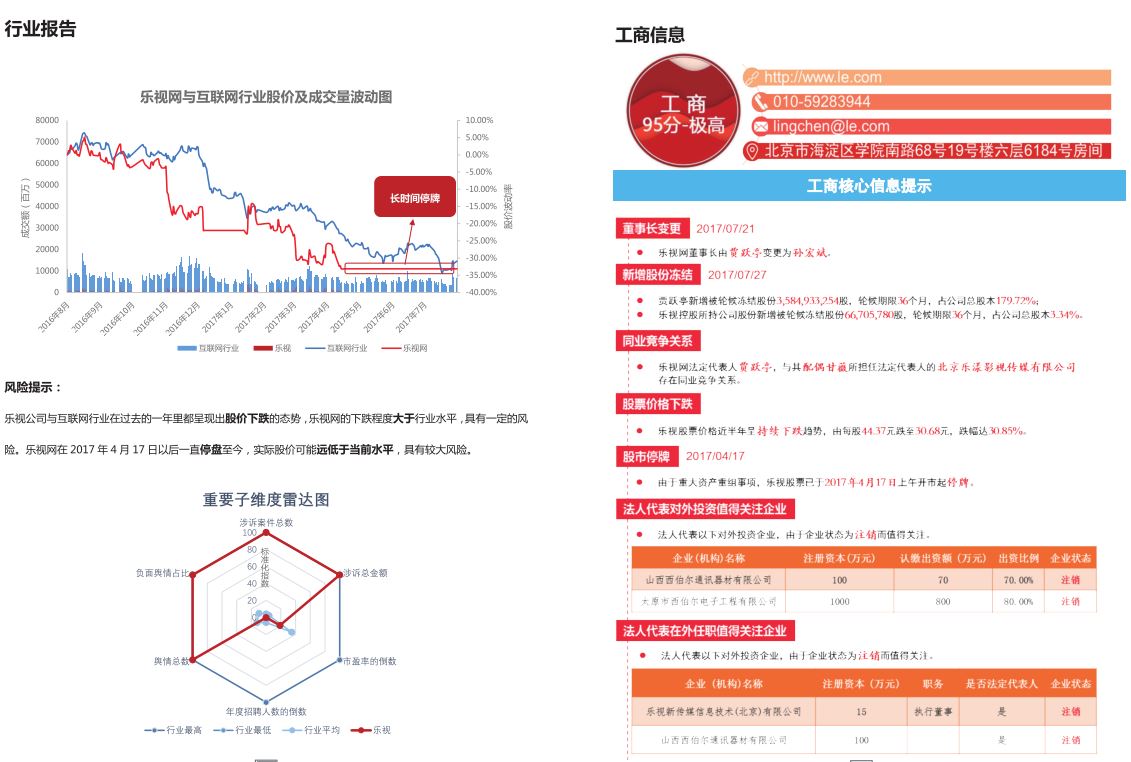 行业报告
乐视网与互联网行业股价及成交量波动图
80000
70000
60000
50000
40000
30000
20000
10000
0
成交额（百万）
10.00%
5.00%
0.00%
-5.00%
-10.00%
-15.00%
-20.00%
-25.00%
-30.00%
-35.00%
-40.00%
股价波动率
长时间停牌
2016年8月
2016年9月
2016年10月
2016年11月
2016年12月
2017年1月
2017年2月
2017年3月
2017年4月
2017年5月
2017年6月
2017年7月
互联网行业 乐视 互联网行业 乐视网
风险提示：
乐视公司与互联网行业在过去的一年里都呈现出股价下跌的态势，乐视网的下跌程度大于行业水平，具有一定的风
险。乐视网在 2017 年 4 月 17 日以后一直停盘至今，实际股价可能远低于当前水平，具有较大风险。
重要子维度雷达图
涉诉案件总数
100
80
60
40
20
0
标准化指数
负面舆情占比
涉诉总金额
舆情总数
市盈率的倒数
年度招聘人数的倒数
行业最高 行业最低 行业平均 乐视
工商信息
工 商
95分-极高
http://www.le.com
010-59283944
lingchen@le.com
北京市海淀区学院南路68号19号楼六层6184号房间
工商核心信息提示
董事长变更 2017/07/21
乐视网董事长由贾跃亭变更为孙宏斌。
新增股份冻结 2017/07/27
贾跃亭新增被轮候冻结股份3,584,933,254股，轮候期限36个月，占公司总股本179.72%；
乐视控股所持公司股份新增被轮候冻结股份66,705,780股，轮候期限36个月，占公司总股本3.34%。
同业竞争关系
乐视网法定代表人贾跃亭，与其配偶甘薇所担任法定代表人的北京乐漾影视传媒有限公司
存在同业竞争关系。
股票价格下跌
乐视股票价格近半年呈持续下跌趋势，由每股44.37元跌至30.68元，跌幅达30.85%。
股市停牌 2017/04/17
由于重大资产重组事项，乐视股票已于2017年4月17日上午开市起停牌。
法人代表对外投资值得关注企业
法人代表以下对外投资企业，由于企业状态为注销而值得关注。
企业(机构)名称 注册资本(万元) 认缴出资额（万元） 出资比例 企业状态
山西西伯尔通讯器材有限公司 100 70 70.00% 注销
太原市西伯尔电子工程有限公司 1000 800 80.00% 注销
法人代表在外任职值得关注企业
法人代表以下对外投资企业，由于企业状态为注销而值得关注。
企业（机构)名称 注册资本（万元） 职务 是否法定代表人 企业状态
乐视新传媒信息技术(北京)有限公司 15 执行董事 是 注销
山西西伯尔通讯器材有限公司 100 是 注销